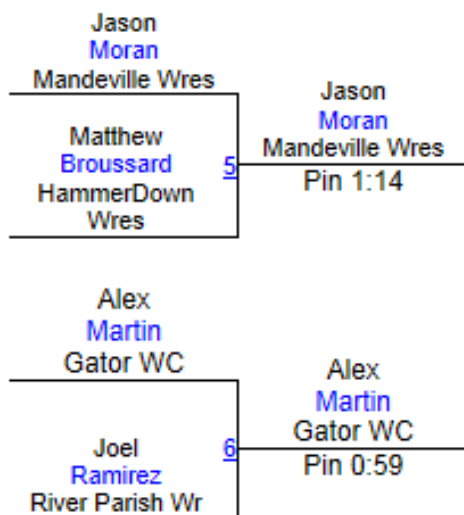 Jason
Moran
Mandeville Wres
Matthew
Broussard
HammerDown
Wres
5
Jason
Moran
Mandeville Wres
Pin 1:14
Alex
Martin
Gator WC
Joel
Ramirez
River Parish Wr
6
Alex
Martin
Gator WC
Pin 0:59